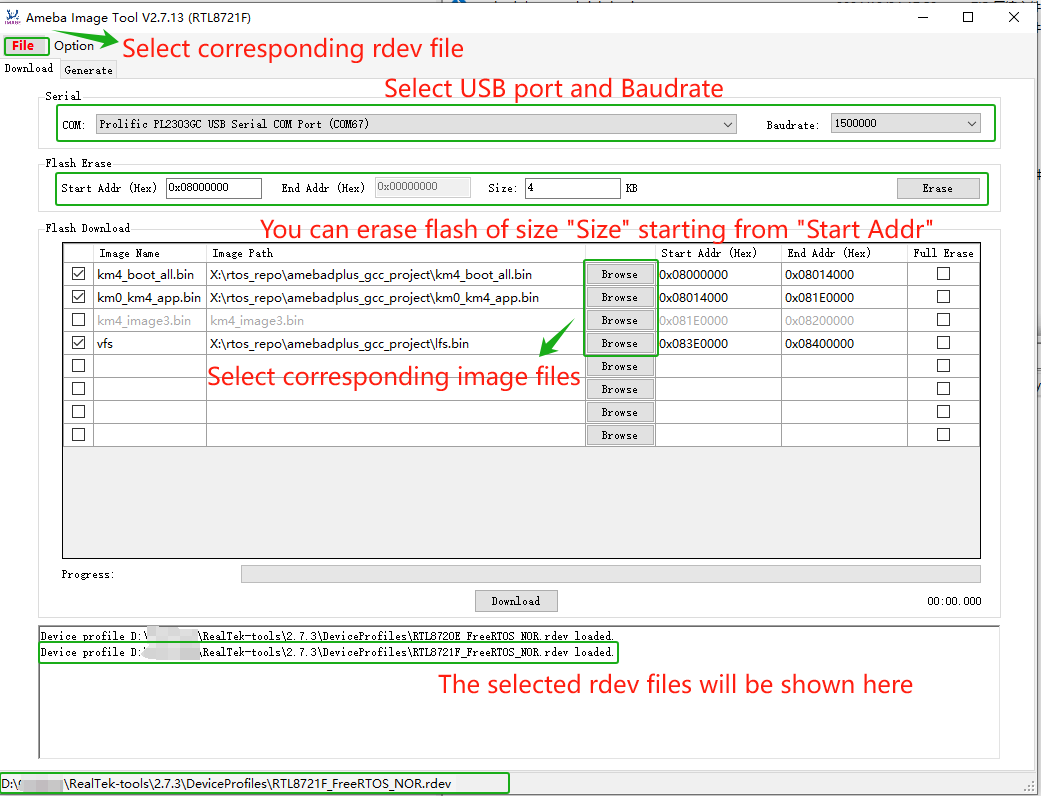 Ameba Image Tool V2.7.13 (RTL8721F)
File Option
Select corresponding rdev file
Download Generate
Select USB port and Baudrate
Serial
COM: Prolific PL2303GC USB Serial COM Port (COM67) Baudrate: 1500000
Flash Erase
Start Addr (Hex) 0x08000000 End Addr (Hex) 0x00000000 Size: 4 KB Erase
You can erase flash of size "Size" starting from "Start Addr"
Flash Download
Image Name Image Path Start Addr (Hex) End Addr (Hex) Full Erase
km4_boot_all.bin X:\rtos_repo\amebadplus_gcc_project\km4_boot_all.bin Browse 0x08000000 0x08014000
km0_km4_app.bin X:\rtos_repo\amebadplus_gcc_project\km0_km4_app.bin Browse 0x08014000 0x081E0000
km4_image3.bin km4_image3.bin Browse 0x081E0000 0x08200000
vfs X:\rtos_repo\amebadplus_gcc_project\lfs.bin Browse 0x083E0000 0x08400000
Browse
Select corresponding image files
Browse
Browse
Browse
Progress:
Download 00:00.000
Device profile D:\ \RealTek-tools\2.7.3\DeviceProfiles\RTL8720E_FreeRTOS_NOR.rdev loaded.
Device profile D: \RealTek-tools\2.7.3\DeviceProfiles\RTL8721F_FreeRTOS_NOR.rdev loaded.
The selected rdev files will be shown here
D:\ \RealTek-tools\2.7.3\DeviceProfiles\RTL8721F_FreeRTOS_NOR.rdev